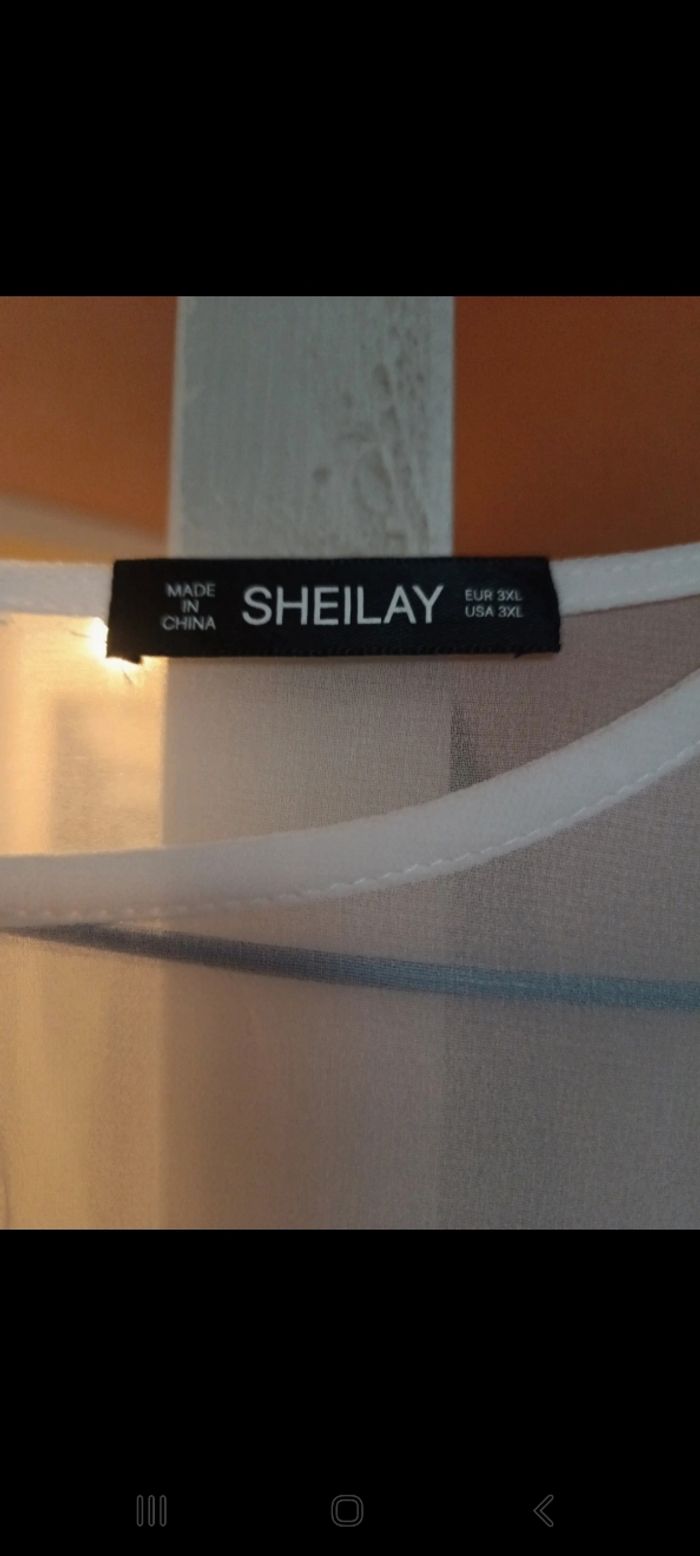 MADE
IN
CHINA
SHEILAY
EUR 3XL
USA 3XL